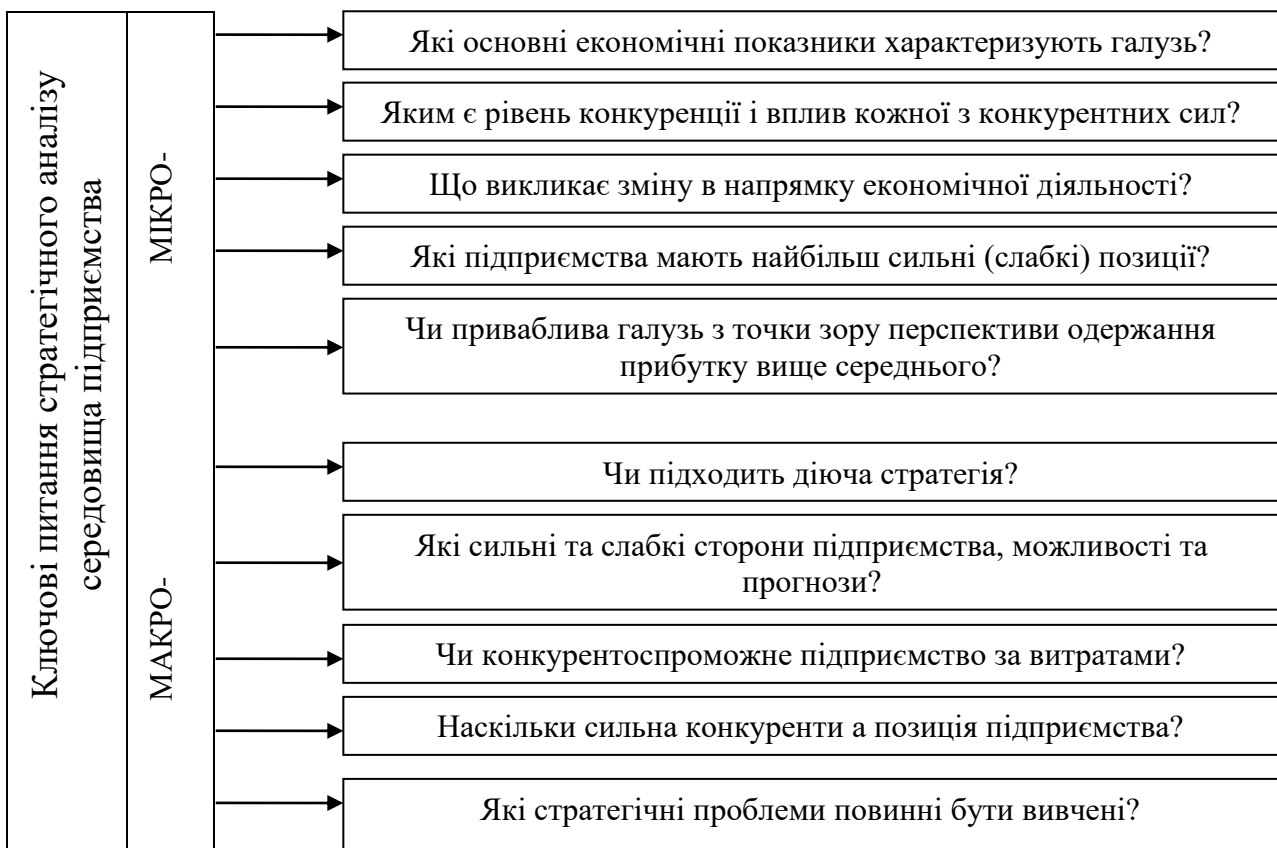 Ключові питання стратегічного аналізу
середовища підприємства
МІКРО-
Які основні економічні показники характеризують галузь?
Яким є рівень конкуренції і вплив кожної з конкурентних сил?
Що викликає зміну в напрямку економічної діяльності?
Які підприємства мають найбільш сильні (слабкі) позиції?
Чи приваблива галузь з точки зору перспективи одержання
прибутку вище середнього?
МАКРО-
Чи підходить діюча стратегія?
Які сильні та слабкі сторони підприємства, можливості та
прогнози?
Чи конкурентоспроможне підприємство за витратами?
Наскільки сильна конкуренти а позиція підприємства?
Які стратегічні проблеми повинні бути вивчені?